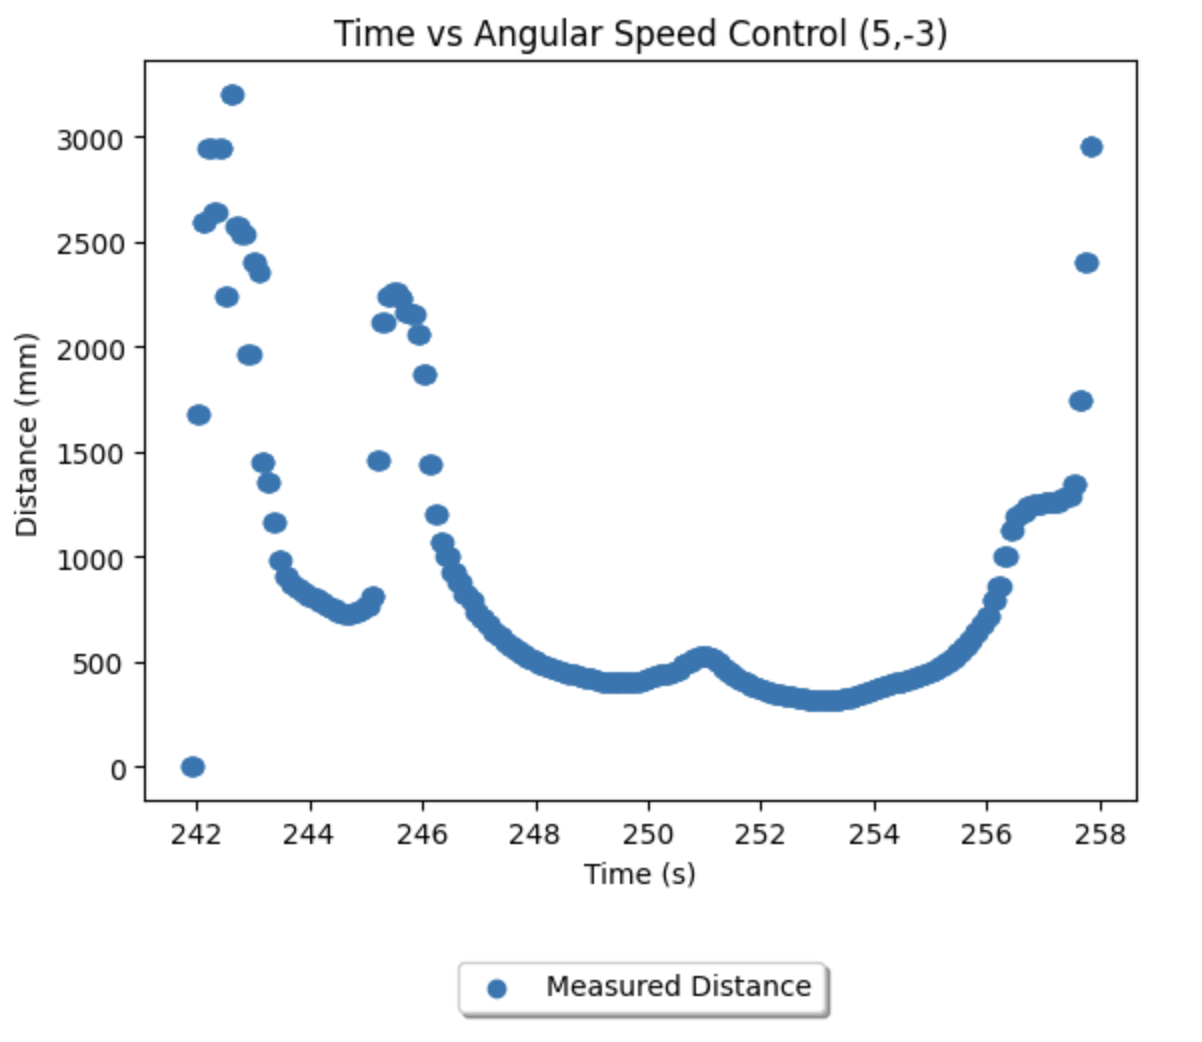 Time vs Angular Speed Control (5,-3)
Distance (mm)
3000
2500
2000
1500
1000
500
0
242 244 246 248 250 252 254 256 258
Time (s)
Measured Distance